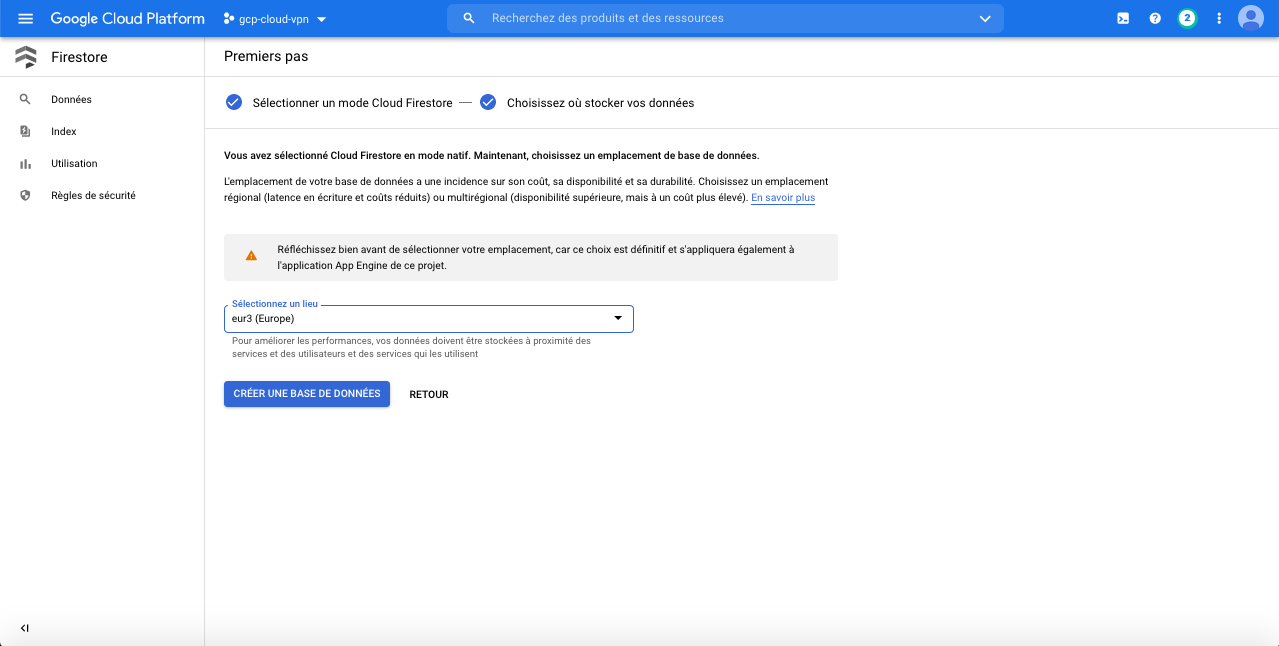 Google Cloud Platform
gcp-cloud-vpn
Recherchez des produits et des ressources
2
Firestore
Premiers pas
Données
Index
Utilisation
Règles de sécurité
Sélectionner un mode Cloud Firestore — Choisissez où stocker vos données
Vous avez sélectionné Cloud Firestore en mode natif. Maintenant, choisissez un emplacement de base de données.
L'emplacement de votre base de données a une incidence sur son coût, sa disponibilité et sa durabilité. Choisissez un emplacement
régional (latence en écriture et coûts réduits) ou multirégional (disponibilité supérieure, mais à un coût plus élevé). En savoir plus
Réfléchissez bien avant de sélectionner votre emplacement, car ce choix est définitif et s'appliquera également à
l'application App Engine de ce projet.
Sélectionnez un lieu
eur3 (Europe)
Pour améliorer les performances, vos données doivent être stockées à proximité des
services et des utilisateurs et des services qui les utilisent
CRÉER UNE BASE DE DONNÉES
RETOUR